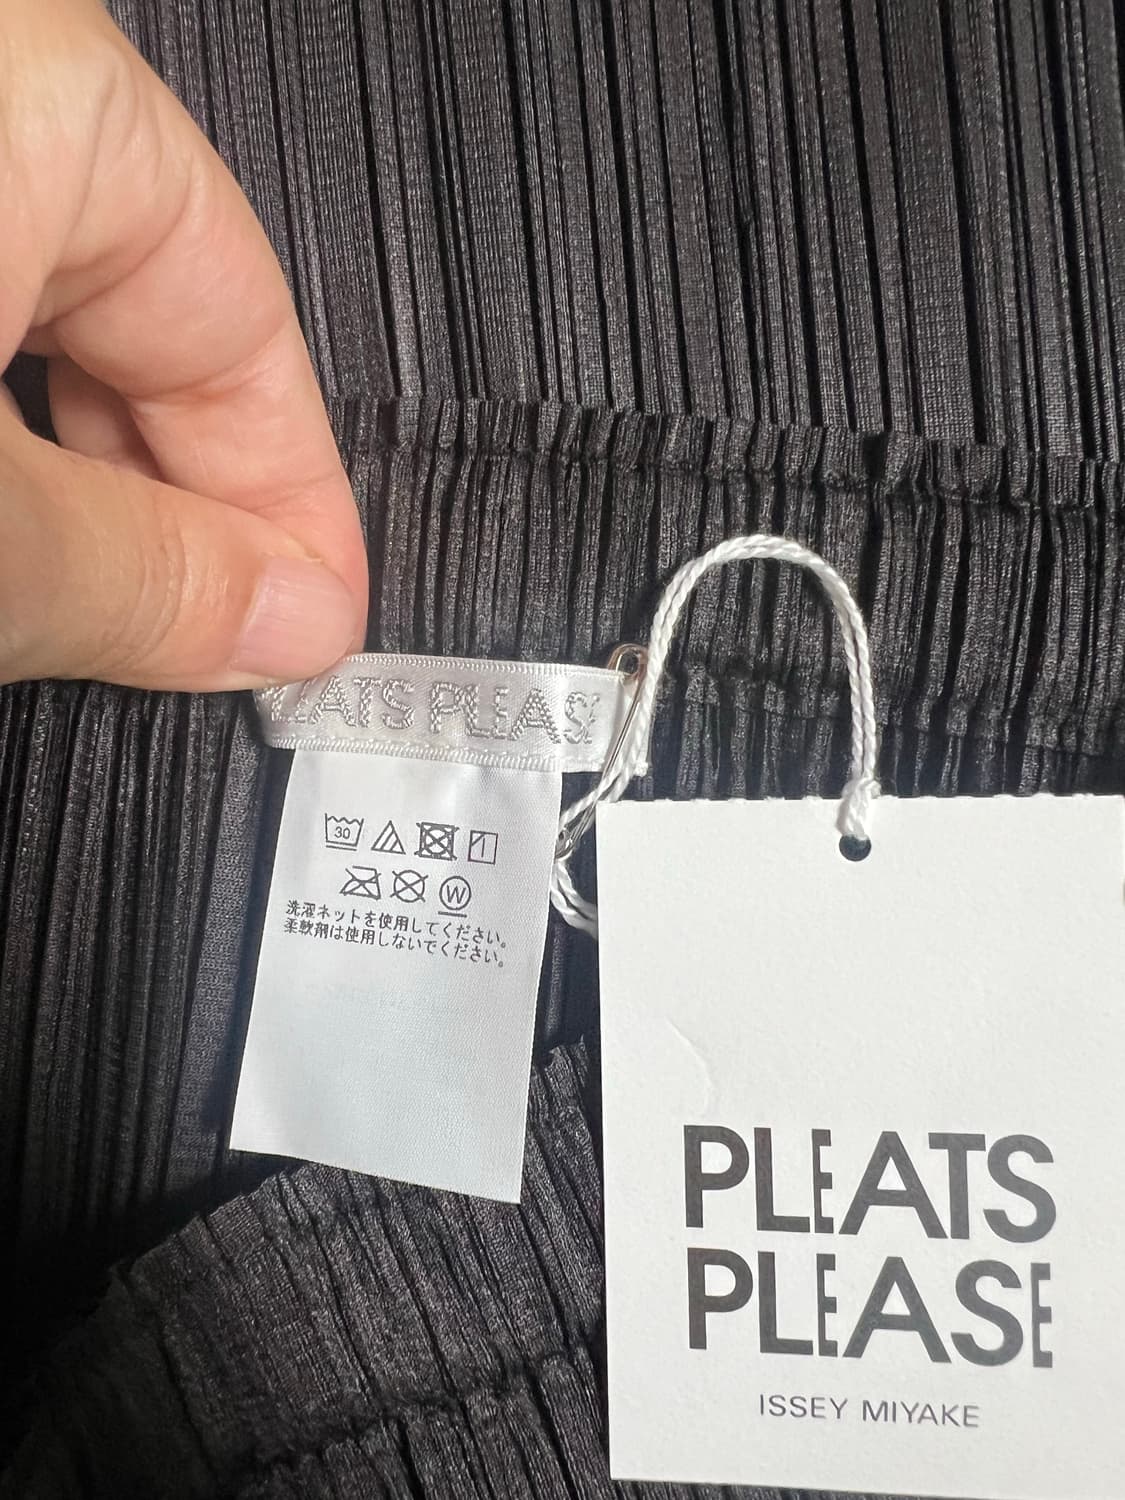 PLEATS PLEASE
30
W
洗濯ネットを使用してください。
柔軟剤は使用しないでください。
PLEATS
PLEASE
ISSEY MIYAKE